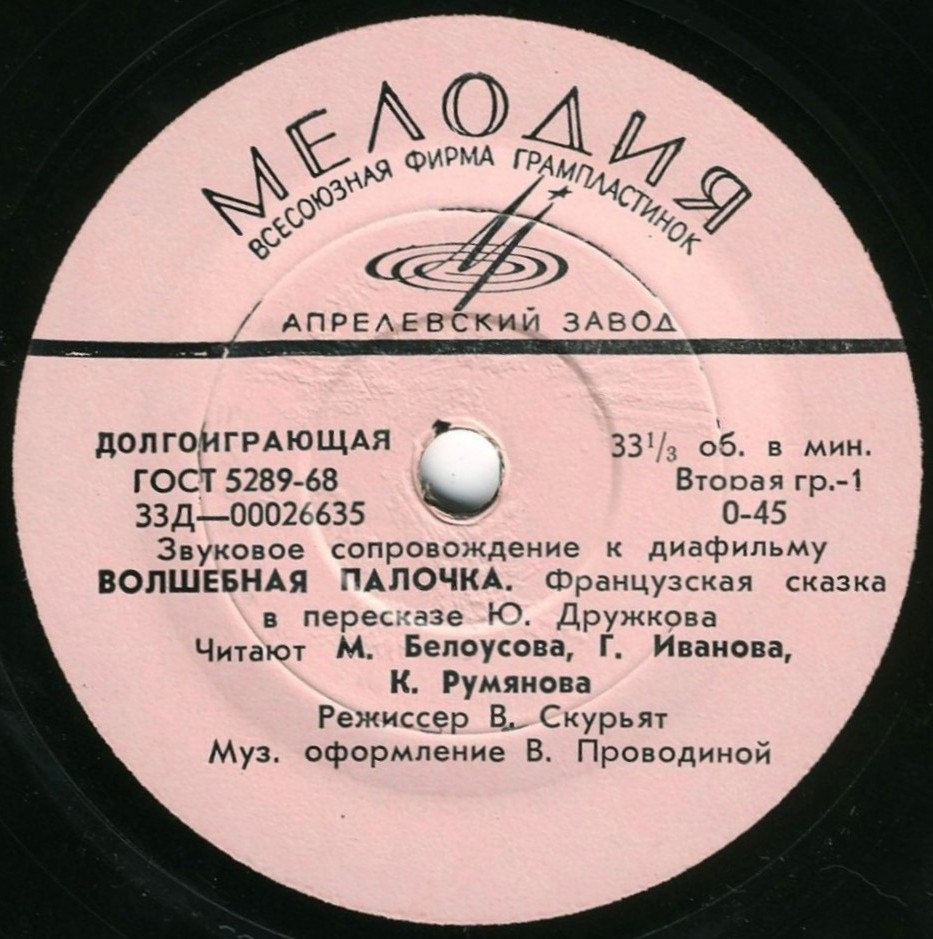 МЕЛОДИЯ
ВСЕСОЮЗНАЯ ФИРМА ГРАМПЛАСТИНОК
АПРЕЛЕВСКИЙ ЗАВОД
ДОЛГОИГРАЮЩАЯ 33 1/3 об. в мин.
ГОСТ 5289-68 Вторая гр.-1
33Д—00026635 0-45
Звуковое сопровождение к диафильму
ВОЛШЕБНАЯ ПАЛОЧКА. Французская сказка
в пересказе Ю. Дружкова
Читают М. Белоусова, Г. Иванова,
К. Румянова
Режиссер В. Скурьят
Муз. оформление В. Проводиной